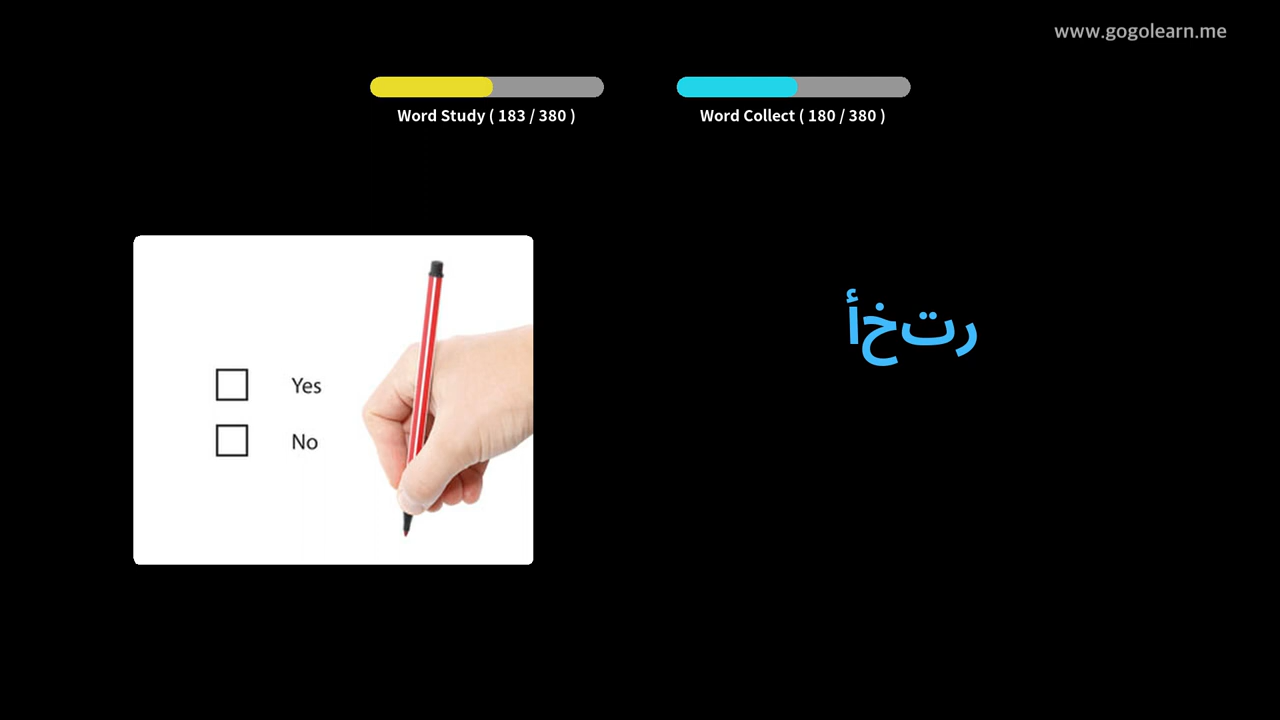 www.gogolearn.me
Word Study ( 183 / 380 )
Word Collect ( 180 / 380 )
رتخأ
Yes
No